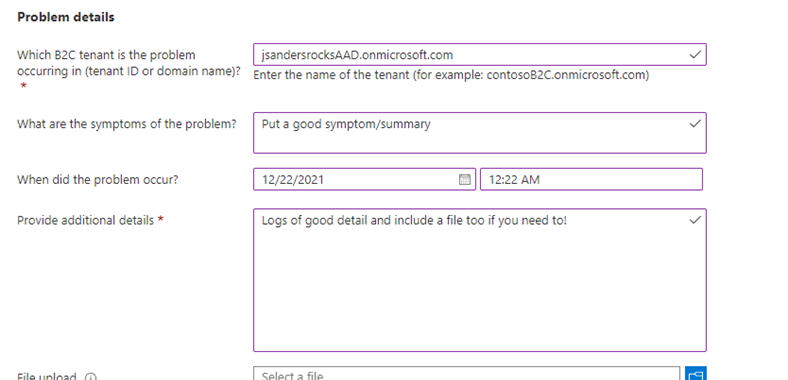 Problem details
Which B2C tenant is the problem
occurring in (tenant ID or domain name)?
*
jsandersrocksAAD.onmicrosoft.com
Enter the name of the tenant (for example: contosoB2C.onmicrosoft.com)
What are the symptoms of the problem?
Put a good symptom/summary
When did the problem occur?
12/22/2021
12:22 AM
Provide additional details *
Logs of good detail and include a file too if you need to!
File upload
Select a file